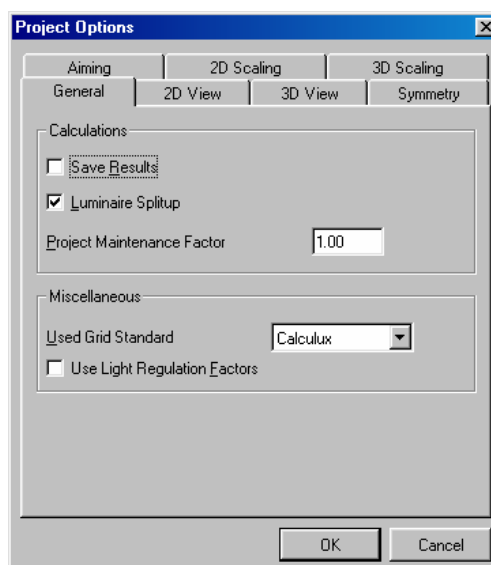 Project Options
Aiming 2D Scaling 3D Scaling
General 2D View 3D View Symmetry
Calculations
Save Results
Luminaire Splitup
Project Maintenance Factor 1.00
Miscellaneous
Used Grid Standard Calculux
Use Light Regulation Factors
OK Cancel